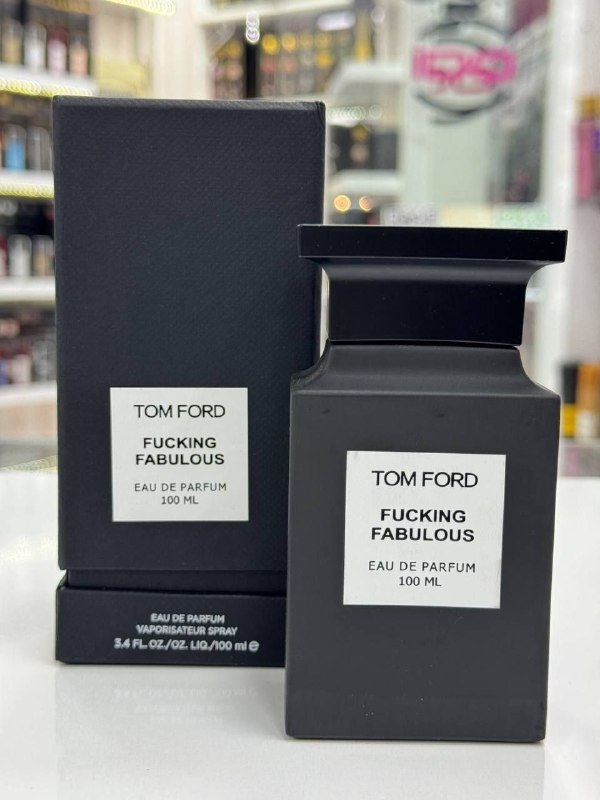 TOM FORD
FUCKING
FABULOUS
EAU DE PARFUM
100 ML
EAU DE PARFUM
VAPORISATEUR SPRAY
3.4 FL. OZ./OZ. LIQ./100 ml e
TOM FORD
FUCKING
FABULOUS
EAU DE PARFUM
100 ML